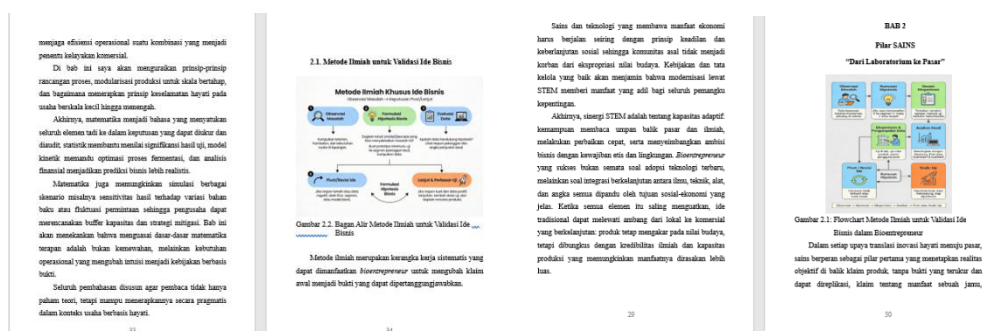 menjaga efisiensi operasional suatu kombinasi yang menjadi
penentu kelayakan komersial.
Di bab ini saya akan menguraikan prinsip-prinsip
rancangan proses, modularisasi produksi untuk skala bertahap,
dan bagaimana menerapkan prinsip keselamatan hayati pada
usaha berskala kecil hingga menengah.
Akhirnya, matematika menjadi bahasa yang menyatukan
seluruh elemen tadi ke dalam keputusan yang dapat diukur dan
diaudit, statistik membantu menilai signifikansi hasil uji, model
kinetik memandu optimasi proses fermentasi, dan analisis
finansial menjadikan prediksi bisnis lebih realistis.
Matematika juga memungkinkan simulasi berbagai
skenario misalnya sensitivitas hasil terhadap variasi bahan
baku atau fluktuasi permintaan sehingga pengusaha dapat
merencanakan buffer kapasitas dan strategi mitigasi. Bab ini
akan menekankan bahwa menguasai dasar-dasar matematika
terapan adalah bukan kemewahan, melainkan kebutuhan
operasional yang mengubah intuisi menjadi kebijakan berbasis
bukti.
Seluruh pembahasan disusun agar pembaca tidak hanya
paham teori, tetapi mampu menerapkannya secara pragmatis
dalam konteks usaha berbasis hayati.
33
2.1. Metode Ilmiah untuk Validasi Ide Bisnis
Metode Ilmiah Khusus Ide Bisnis
Observasi Masalah
Formulasi Hipotesis Bisnis
Evaluasi Data
Pivot/Revisi Ide
Formulasi Hipotesis Bisnis
Gambar 2.2. Bagan Alir Metode Ilmiah untuk Validasi Ide
Bisnis
Metode Ilmiah merupakan kerangka kerja sistematis yang
dapat dimanfaatkan bioentrepreneur untuk mengubah klaim
awal menjadi bukti yang dapat dipertanggungjawabkan.
34
Sains dan teknologi yang membawa manfaat ekonomi
harus berjalan seiring dengan prinsip keadilan dan
keberlanjutan sosial sehingga komunitas asal tidak menjadi
korban dari ekspropriasi nilai budaya. Kebijakan dan tata
kelola yang baik akan menjamin bahwa modernisasi lewat
STEM memberi manfaat yang adil bagi seluruh pemangku
kepentingan.
Akhirnya, sinergi STEM adalah tentang kapasitas adaptif:
kemampuan membaca umpan balik pasar dan ilmiah,
melakukan perbaikan cepat, serta menyeimbangkan ambisi
bisnis dengan kewajiban etis dan lingkungan. Bioentrepreneur
yang sukses bukan semata soal adopsi teknologi terbaru,
melainkan soal integrasi berkelanjutan antara ilmu, teknik, alat,
dan angka semua dipandu oleh tujuan sosial-ekonomi yang
jelas. Ketika semua elemen itu saling menguatkan, ide
tradisional dapat melewati ambang dari lokal ke komersial
yang berkelanjutan: produk tetap mengakar pada nilai budaya,
tetapi dibungkus dengan kredibilitas ilmiah dan kapasitas
produksi yang memungkinkan manfaatnya dirasakan lebih
luas.
29
BAB 2
Pilar SAINS
"Dari Laboratorium ke Pasar"
Gambar 2.1: Flowchart Metode Ilmiah untuk Validasi Ide
Bisnis dalam Bioentrepreneur
Dalam setiap upaya translasi inovasi hayati menuju pasar,
sains berperan sebagai pilar pertama yang menetapkan realitas
objektif di balik klaim produk, tanpa bukti yang terukur dan
dapat direplikasi, klaim tentang manfaat sebuah jamu,
30